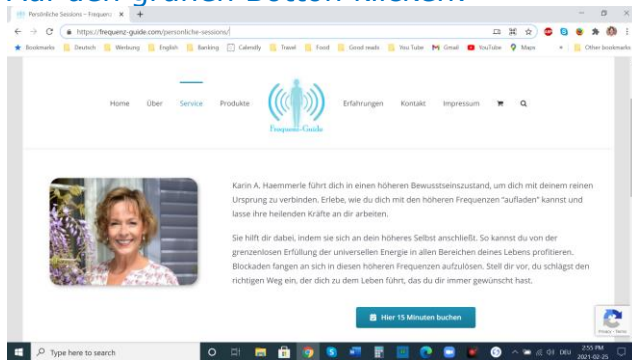 Auf den grünen Button klicken:
Persönliche Sessions – Frequenz
https://frequenz-guide.com/personliche-sessions/
Bookmarks Deutsch Werbung English Banking Calendly Travel Food Good reads You Tube Gmail YouTube Maps » Other bookmarks
Home Über Service Produkte Erfahrungen Kontakt Impressum
Frequenz-Guide
Karin A. Haemmerle führt dich in einen höheren Bewusstseinszustand, um dich mit deinem reinen
Ursprung zu verbinden. Erlebe, wie du dich mit den höheren Frequenzen "aufladen" kannst und
lasse ihre heilenden Kräfte an dir arbeiten.
Sie hilft dir dabei, indem sie sich an dein höheres Selbst anschließt. So kannst du von der
grenzenlosen Erfüllung der universellen Energie in allen Bereichen deines Lebens profitieren.
Blockaden fangen an sich in diesen höheren Frequenzen aufzulösen. Stell dir vor, du schlägst den
richtigen Weg ein, der dich zu dem Leben führt, das du dir immer gewünscht hast.
Hier 15 Minuten buchen
Privacy - Terms
Type here to search
DEU
2:55 PM
2021-02-25